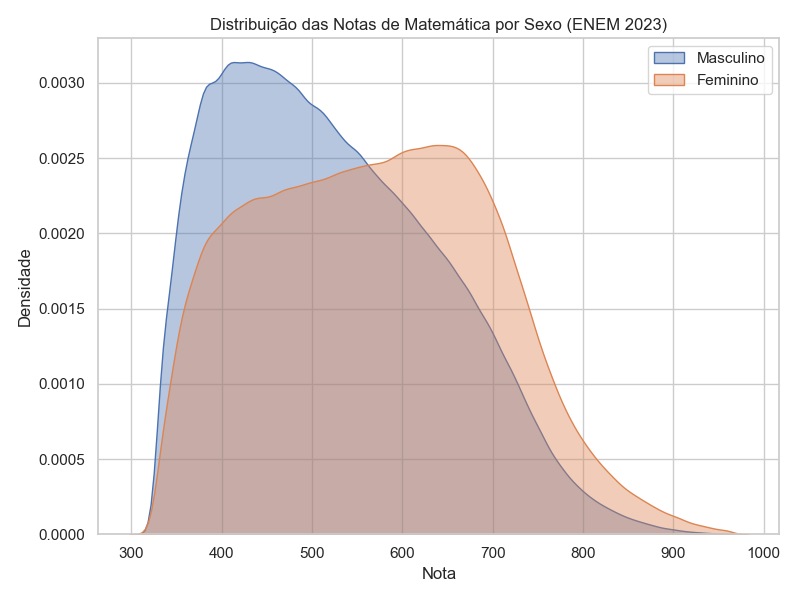 Distribuição das Notas de Matemática por Sexo (ENEM 2023)
Masculino
Feminino
Densidade
0.0030
0.0025
0.0020
0.0015
0.0010
0.0005
0.0000
300 400 500 600 700 800 900 1000
Nota